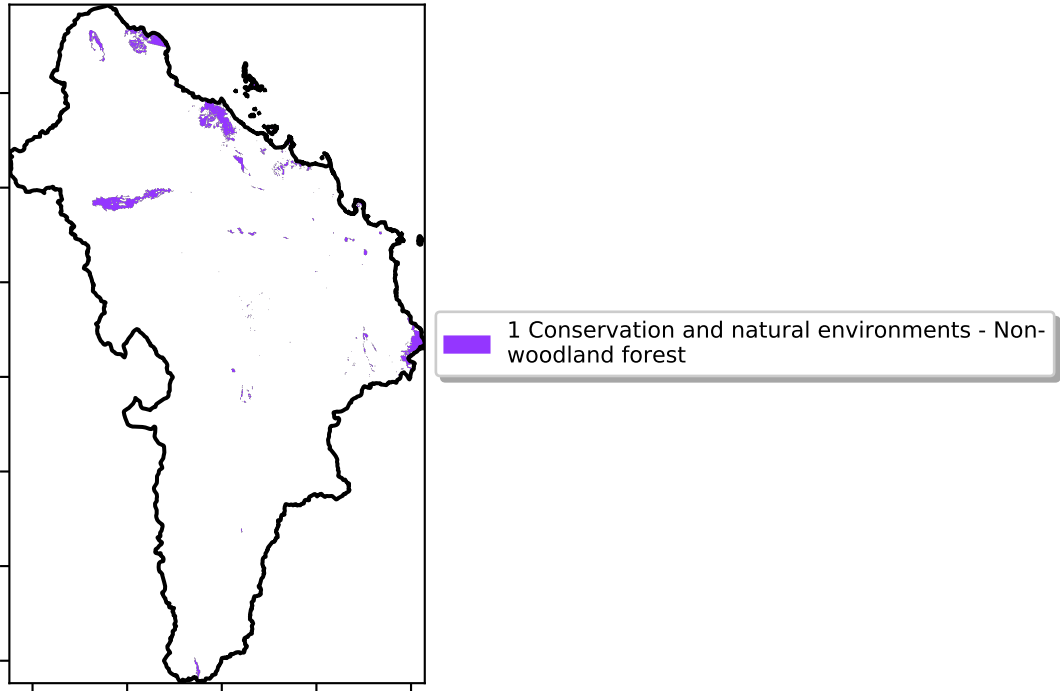 1 Conservation and natural environments - Non-
woodland forest